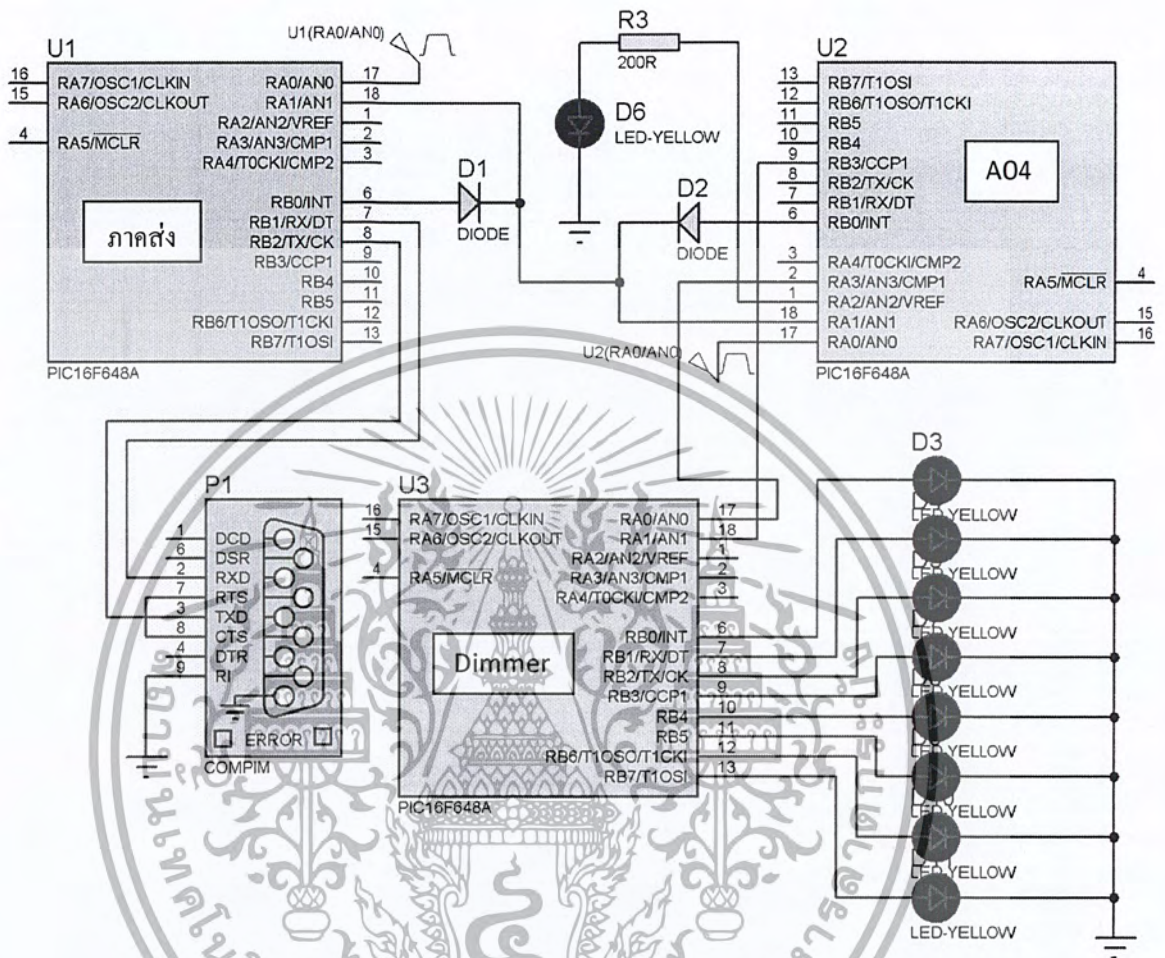 U1
16 RA7/OSC1/CLKIN
15 RA6/OSC2/CLKOUT
4 RA5/MCLR
RA0/AN0 17
RA1/AN1 18
RA2/AN2/VREF 1
RA3/AN3/CMP1 2
RA4/T0CKI/CMP2 3
RB0/INT 6
RB1/RX/DT 7
RB2/TX/CK 8
RB3/CCP1 9
RB4 10
RB5 11
RB6/T1OSO/T1CKI 12
RB7/T1OSI 13
ภาคส่ง
PIC16F648A
U1(RA0/AN0)
D1
DIODE
R3
200R
D6
LED-YELLOW
D2
DIODE
U2
13 RB7/T1OSI
12 RB6/T1OSO/T1CKI
11 RB5
10 RB4
9 RB3/CCP1
8 RB2/TX/CK
7 RB1/RX/DT
6 RB0/INT
3 RA4/T0CKI/CMP2
2 RA3/AN3/CMP1
1 RA2/AN2/VREF
18 RA1/AN1
17 RA0/AN0
RA5/MCLR 4
RA6/OSC2/CLKOUT 15
RA7/OSC1/CLKIN 16
A04
PIC16F648A
U2(RA0/AN0)
P1
1 DCD
6 DSR
2 RXD
7 RTS
3 TXD
8 CTS
4 DTR
9 RI
ERROR
COMPIM
U3
16 RA7/OSC1/CLKIN
15 RA6/OSC2/CLKOUT
4 RA5/MCLR
RA0/AN0 17
RA1/AN1 18
RA2/AN2/VREF 1
RA3/AN3/CMP1 2
RA4/T0CKI/CMP2 3
RB0/INT 6
RB1/RX/DT 7
RB2/TX/CK 8
RB3/CCP1 9
RB4 10
RB5 11
RB6/T1OSO/T1CKI 12
RB7/T1OSI 13
Dimmer
PIC16F648A
D3
LED-YELLOW
LED-YELLOW
LED-YELLOW
LED-YELLOW
LED-YELLOW
LED-YELLOW
LED-YELLOW
LED-YELLOW